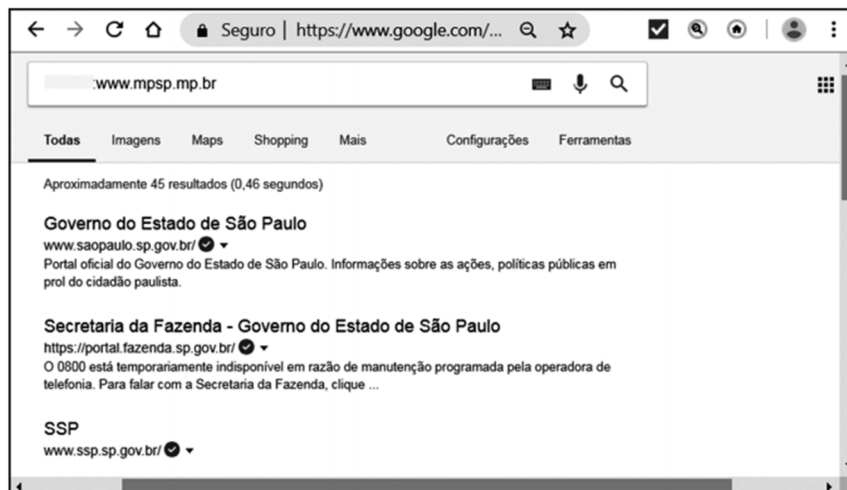 Seguro | https://www.google.com/...
:www.mpsp.mp.br
Todas Imagens Maps Shopping Mais Configurações Ferramentas
Aproximadamente 45 resultados (0,46 segundos)
Governo do Estado de São Paulo
www.saopaulo.sp.gov.br/
Portal oficial do Governo do Estado de São Paulo. Informações sobre as ações, políticas públicas em
prol do cidadão paulista.
Secretaria da Fazenda - Governo do Estado de São Paulo
https://portal.fazenda.sp.gov.br/
O 0800 está temporariamente indisponível em razão de manutenção programada pela operadora de
telefonia. Para falar com a Secretaria da Fazenda, clique ...
SSP
www.ssp.sp.gov.br/